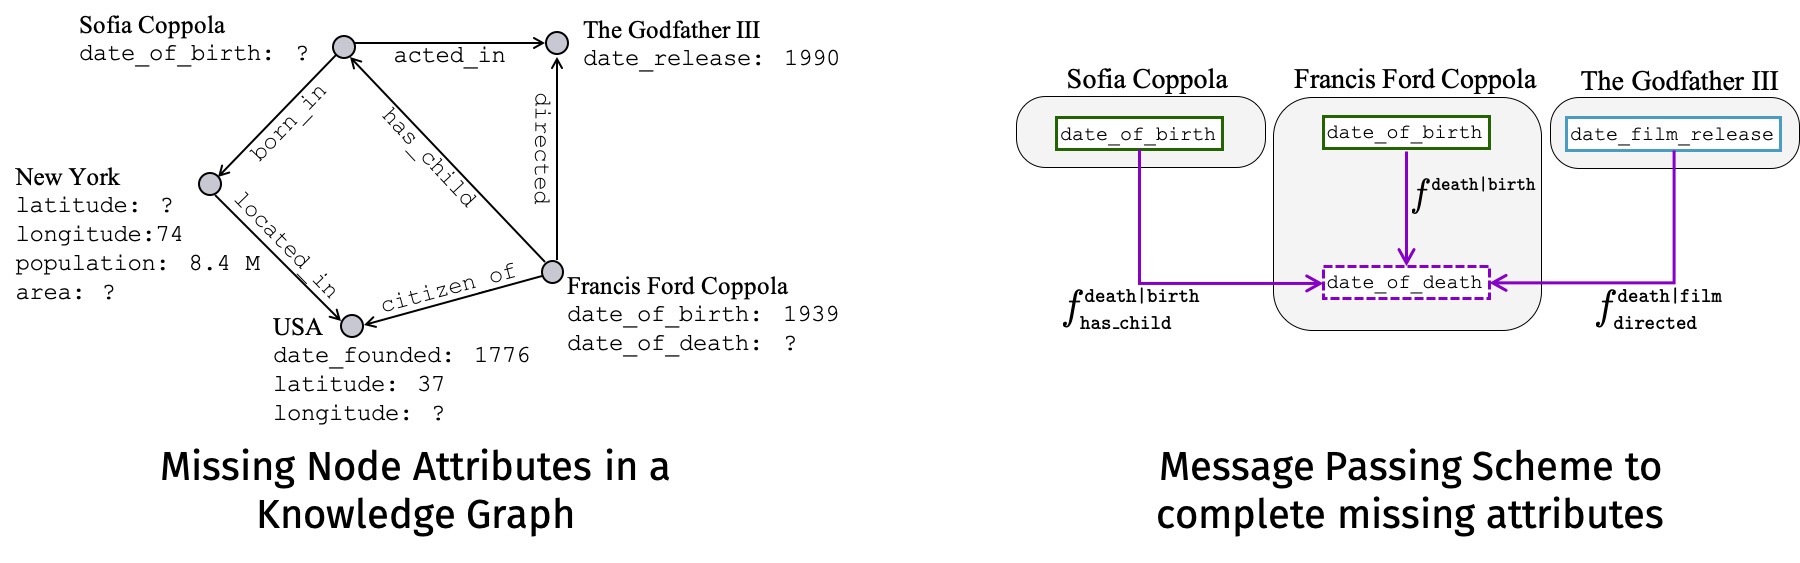 Sofia Coppola
date_of_birth: ?
acted_in
The Godfather III
date_release: 1990
born_in
has_child
directed
New York
latitude: ?
longitude:74
population: 8.4 M
area: ?
located_in
citizen of
Francis Ford Coppola
date_of_birth: 1939
date_of_death: ?
USA
date_founded: 1776
latitude: 37
longitude: ?
Missing Node Attributes in a
Knowledge Graph
Sofia Coppola
Francis Ford Coppola
The Godfather III
date_of_birth
date_of_birth
date_film_release
f death|birth
date_of_death
f death|birth
has_child
f death|film
directed
Message Passing Scheme to
complete missing attributes